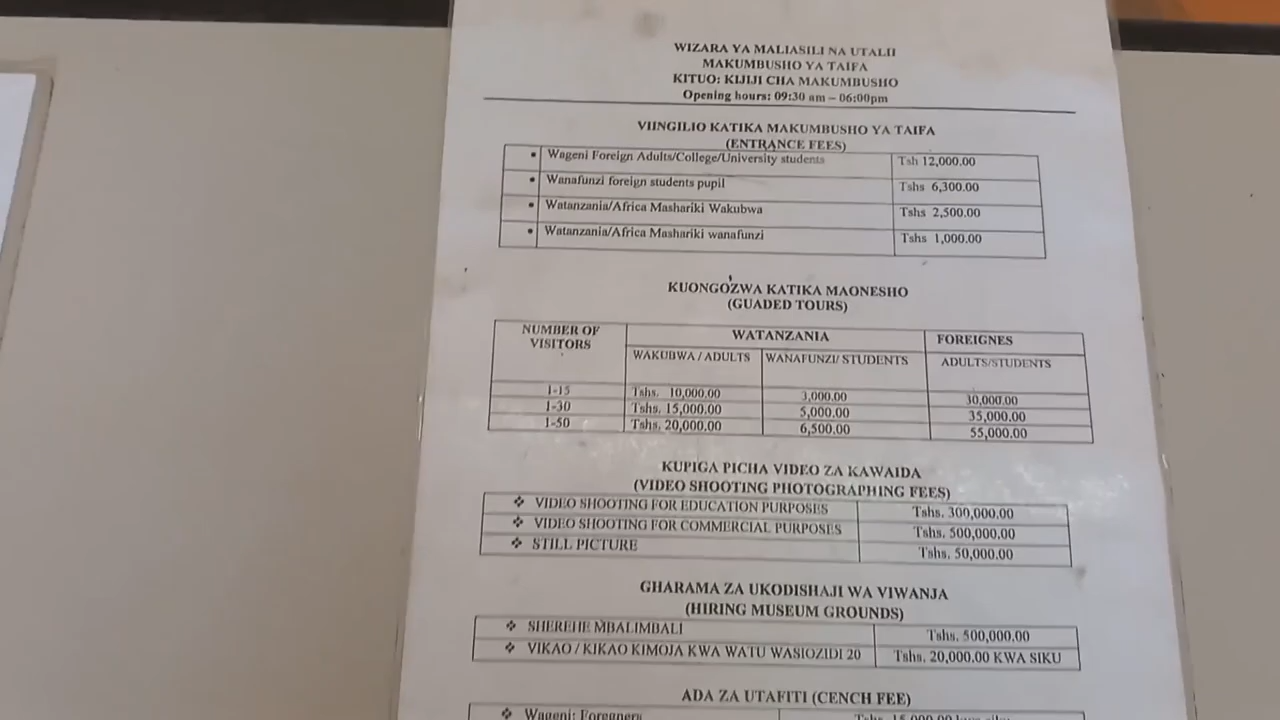 WIZARA YA MALIASILI NA UTALII
MAKUMBUSHO YA TAIFA
KITUO: KIJIJI CHA MAKUMBUSHO
Opening hours: 09:30 am – 06:00pm
VIINGILIO KATIKA MAKUMBUSHO YA TAIFA
(ENTRANCE FEES)
• Wageni Foreign Adults/College/University students Tsh 12,000.00
• Wanafunzi foreign students pupil Tshs 6,300.00
• Watanzania/Africa Mashariki Wakubwa Tshs 2,500.00
• Watanzania/Africa Mashariki wanafunzi Tshs 1,000.00
KUONGOZWA KATIKA MAONESHO
(GUADED TOURS)
NUMBER OF VISITORS WATANZANIA FOREIGNES
WAKUBWA / ADULTS WANAFUNZI/ STUDENTS ADULTS/STUDENTS
1-15 Tshs. 10,000.00 3,000.00 30,000.00
1-30 Tshs. 15,000.00 5,000.00 35,000.00
1-50 Tshs. 20,000.00 6,500.00 55,000.00
KUPIGA PICHA VIDEO ZA KAWAIDA
(VIDEO SHOOTING PHOTOGRAPHING FEES)
❖ VIDEO SHOOTING FOR EDUCATION PURPOSES Tshs. 300,000.00
❖ VIDEO SHOOTING FOR COMMERCIAL PURPOSES Tshs. 500,000.00
❖ STILL PICTURE Tshs. 50,000.00
GHARAMA ZA UKODISHAJI WA VIWANJA
(HIRING MUSEUM GROUNDS)
❖ SHEREHE MBALIMBALI Tshs. 500,000.00
❖ VIKAO / KIKAO KIMOJA KWA WATU WASIOZIDI 20 Tshs. 20,000.00 KWA SIKU
ADA ZA UTAFITI (CENCH FEE)
❖ Wageni: Foregners